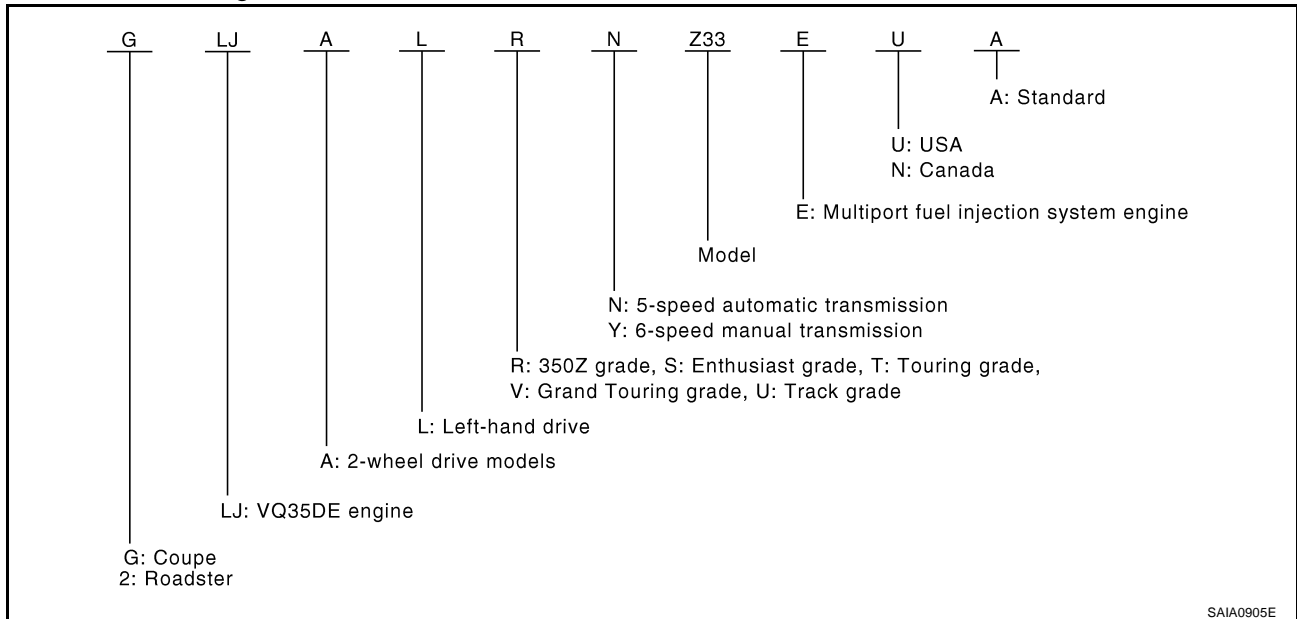 G LJ A L R N Z33 E U A
A: Standard
U: USA
N: Canada
E: Multiport fuel injection system engine
Model
N: 5-speed automatic transmission
Y: 6-speed manual transmission
R: 350Z grade, S: Enthusiast grade, T: Touring grade,
V: Grand Touring grade, U: Track grade
L: Left-hand drive
A: 2-wheel drive models
LJ: VQ35DE engine
G: Coupe
2: Roadster
SAIA0905E